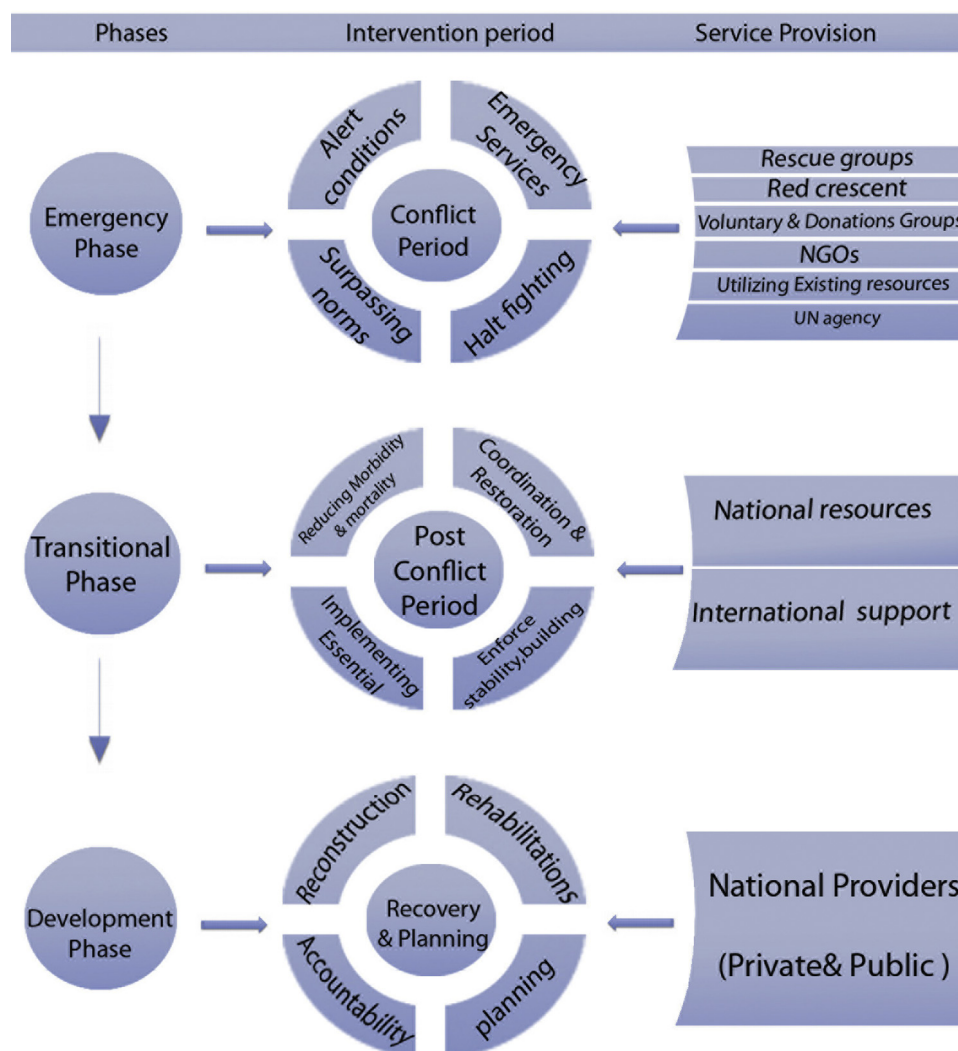 Phases
Intervention period
Service Provision
Emergency
Phase
Alert
conditions
Emergency
Services
Conflict
Period
Surpassing
norms
Halt fighting
Rescue groups
Red crescent
Voluntary & Donations Groups
NGOs
Utilizing Existing resources
UN agency
Transitional
Phase
Reducing Morbidity
& mortality
Coordination &
Restoration
Post
Conflict
Period
Implementing
Essential
Enforce
stability,building
National resources
International support
Development
Phase
Reconstruction
Rehabilitations
Recovery
& Planning
Accountability
planning
National Providers
(Private& Public )